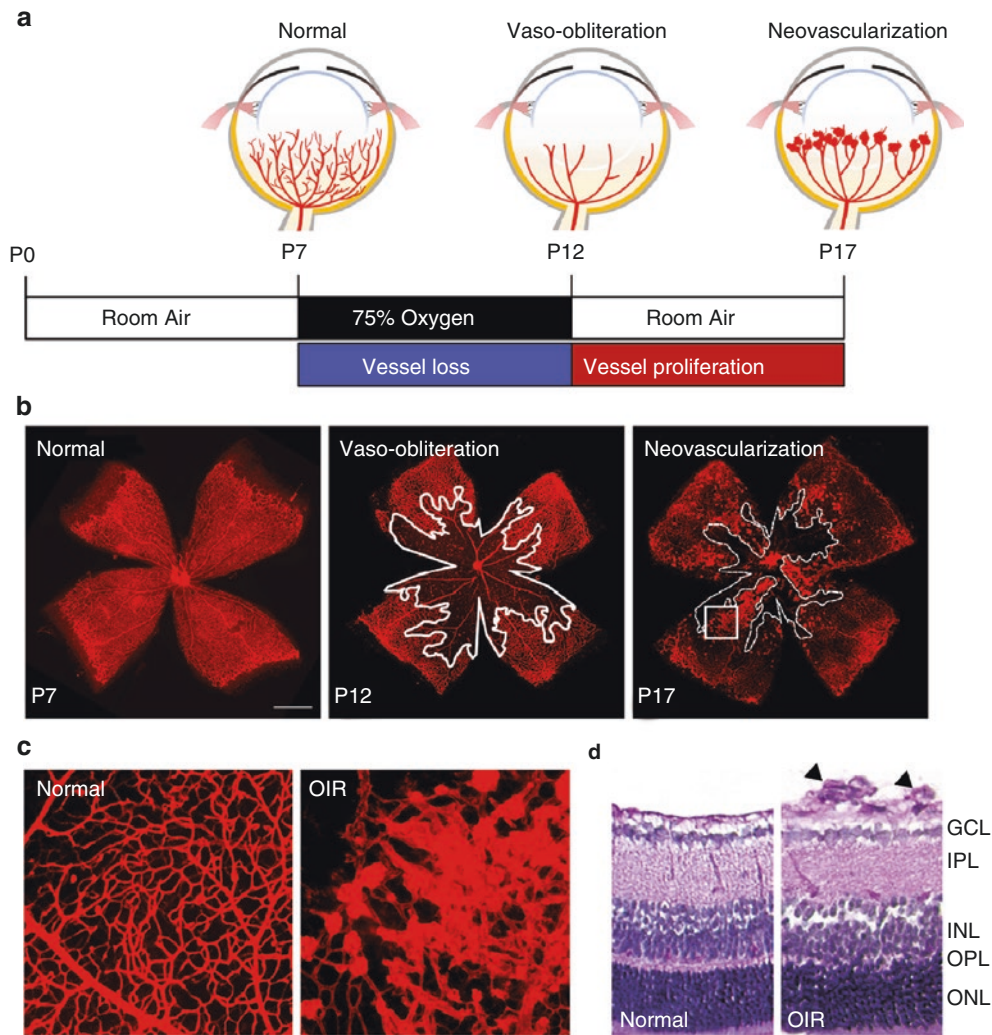 a
Normal Vaso-obliteration Neovascularization
P0 P7 P12 P17
Room Air 75% Oxygen Room Air
Vessel loss Vessel proliferation
b
Normal Vaso-obliteration Neovascularization
P7 P12 P17
c
Normal OIR
d
GCL
IPL
INL
OPL
ONL
Normal OIR